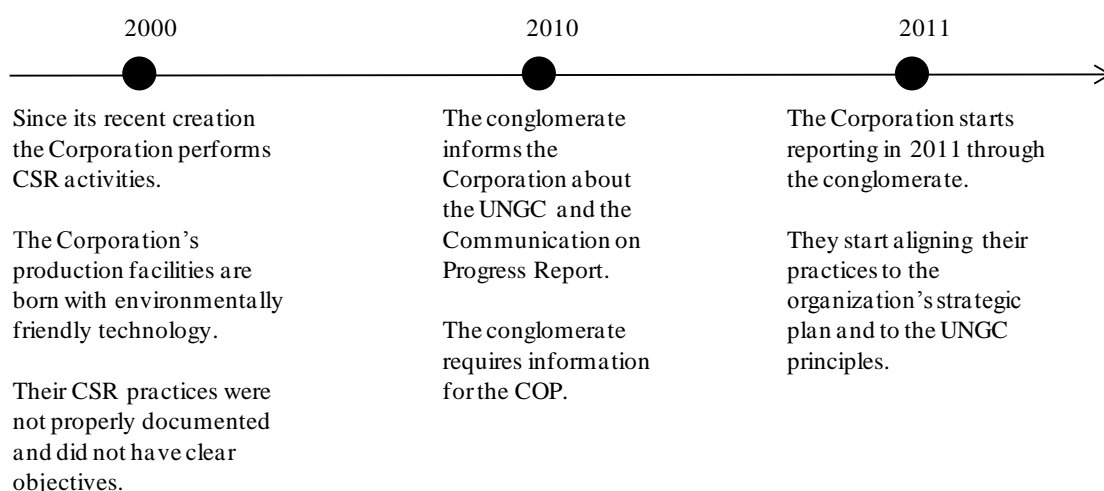 2000
2010
2011
Since its recent creation
the Corporation performs
CSR activities.
The Corporation’s
production facilities are
born with environmentally
friendly technology.
Their CSR practices were
not properly documented
and did not have clear
objectives.
The conglomerate
informs the
Corporation about
the UNGC and the
Communication on
Progress Report.
The conglomerate
requires information
for the COP.
The Corporation starts
reporting in 2011 through
the conglomerate.
They start aligning their
practices to the
organization’s strategic
plan and to the UNGC
principles.